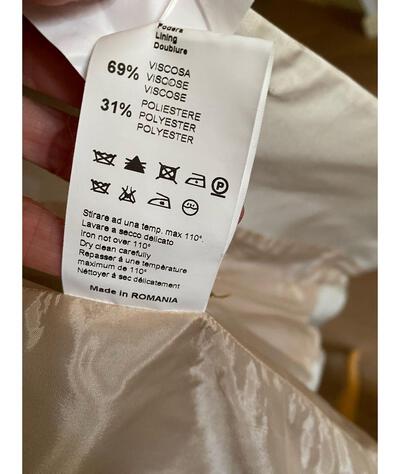 Fodera
Lining
Doublure
69% VISCOSA
VISCOSE
VISCOSE
31% POLIESTERE
POLYESTER
POLYESTER
P
Stirare ad una temp. max 110°.
Lavare a secco delicato
Iron not over 110°
Dry clean carefully
Repasser à une température
maximum de 110°
Néttoyer à sec délicatement
Made in ROMANIA